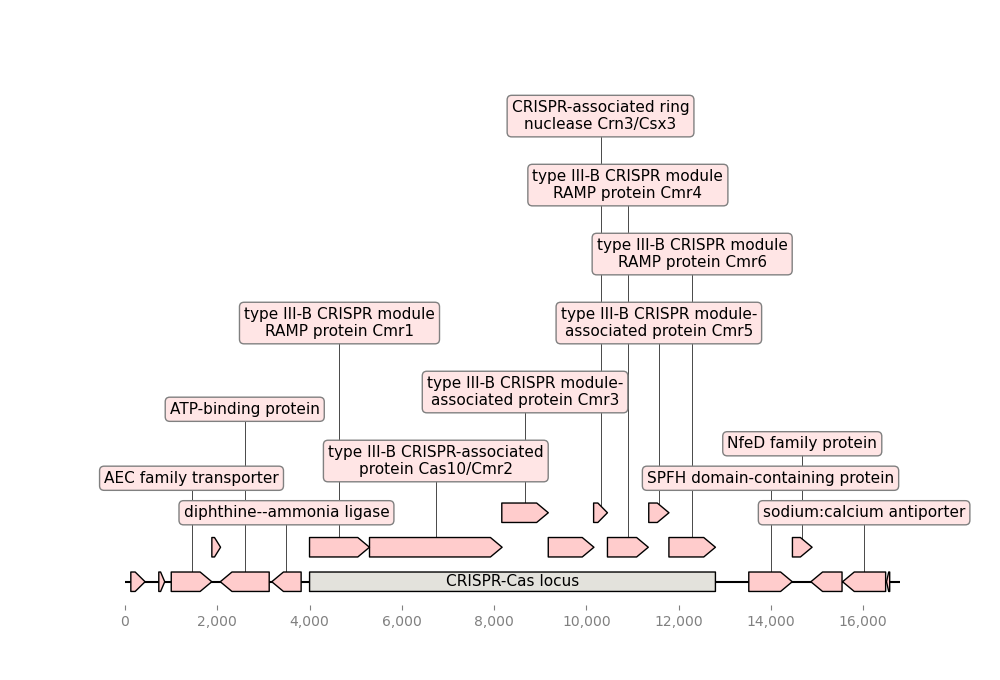 CRISPR-associated ring
nuclease Crn3/Csx3
type III-B CRISPR module
RAMP protein Cmr4
type III-B CRISPR module
RAMP protein Cmr6
type III-B CRISPR module
RAMP protein Cmr1
type III-B CRISPR module-
associated protein Cmr5
type III-B CRISPR module-
associated protein Cmr3
ATP-binding protein
NfeD family protein
type III-B CRISPR-associated
protein Cas10/Cmr2
AEC family transporter
SPFH domain-containing protein
diphthine--ammonia ligase
sodium:calcium antiporter
CRISPR-Cas locus
0 2,000 4,000 6,000 8,000 10,000 12,000 14,000 16,000